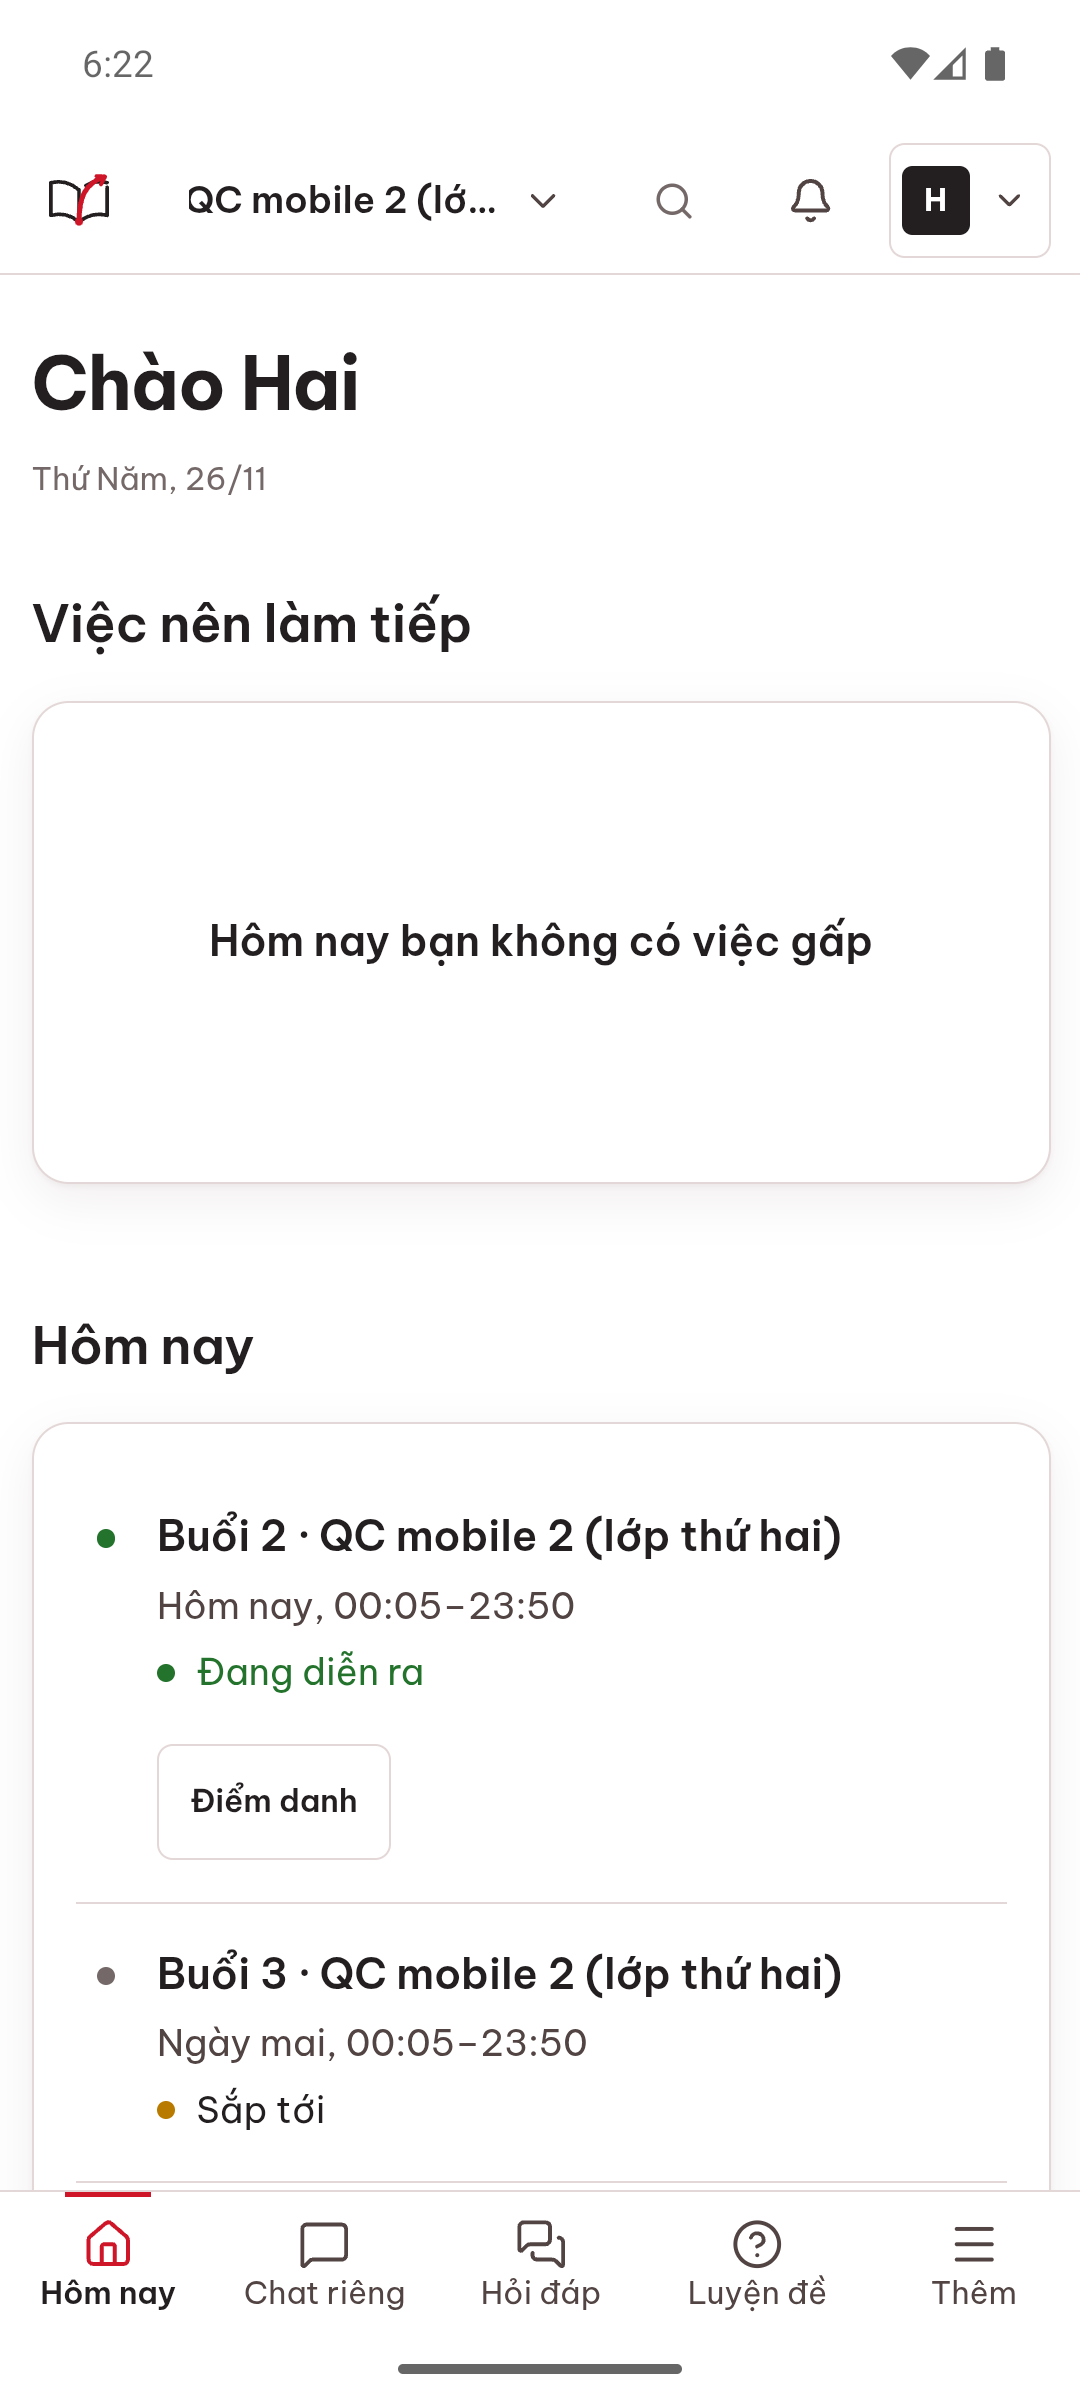 6:22
QC mobile 2 (lớ...
H
Chào Hai
Thứ Năm, 26/11
Việc nên làm tiếp
Hôm nay bạn không có việc gấp
Hôm nay
Buổi 2 · QC mobile 2 (lớp thứ hai)
Hôm nay, 00:05–23:50
Đang diễn ra
Điểm danh
Buổi 3 · QC mobile 2 (lớp thứ hai)
Ngày mai, 00:05–23:50
Sắp tới
Hôm nay
Chat riêng
Hỏi đáp
Luyện đề
Thêm